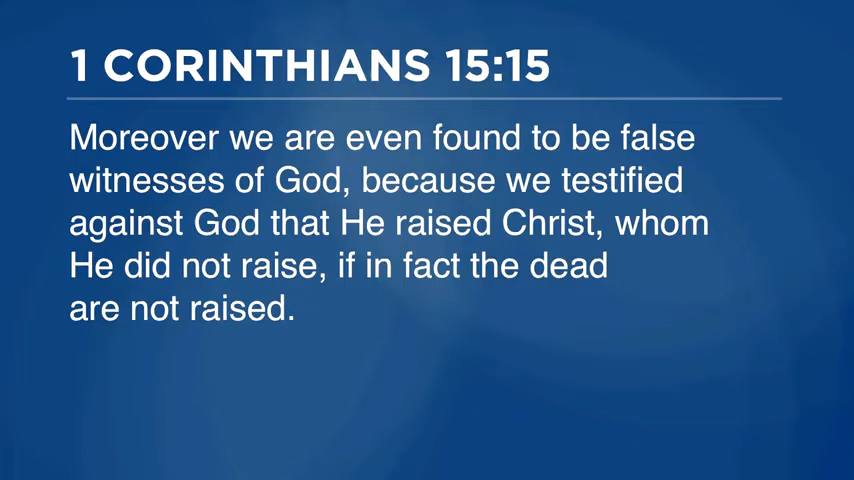 1 CORINTHIANS 15:15
Moreover we are even found to be false
witnesses of God, because we testified
against God that He raised Christ, whom
He did not raise, if in fact the dead
are not raised.